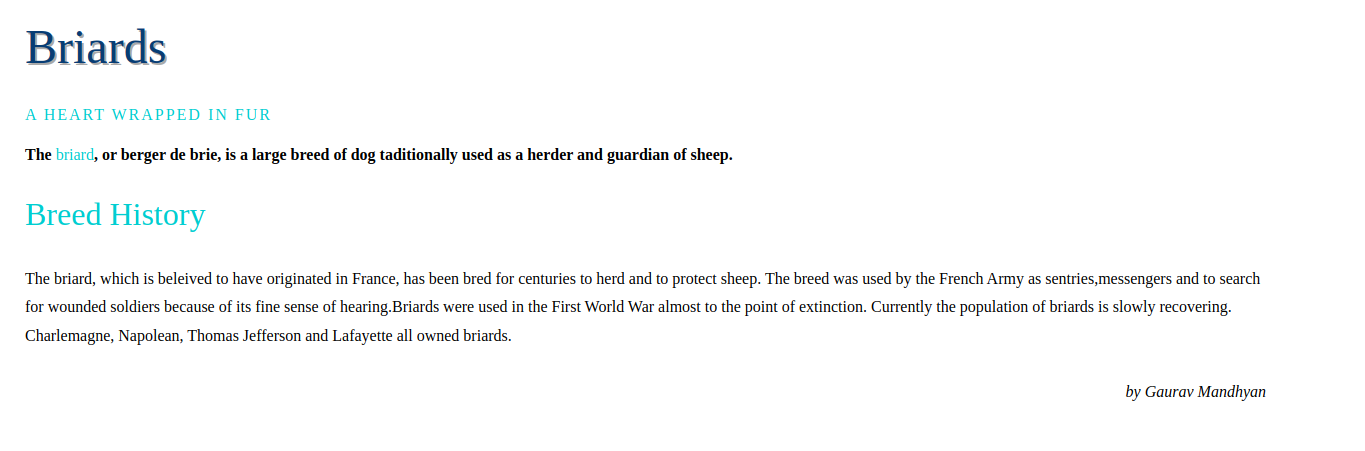 Briards
A HEART WRAPPED IN FUR
The briard, or berger de brie, is a large breed of dog taditionally used as a herder and guardian of sheep.
Breed History
The briard, which is beleived to have originated in France, has been bred for centuries to herd and to protect sheep. The breed was used by the French Army as sentries,messengers and to search
for wounded soldiers because of its fine sense of hearing.Briards were used in the First World War almost to the point of extinction. Currently the population of briards is slowly recovering.
Charlemagne, Napolean, Thomas Jefferson and Lafayette all owned briards.
by Gaurav Mandhyan